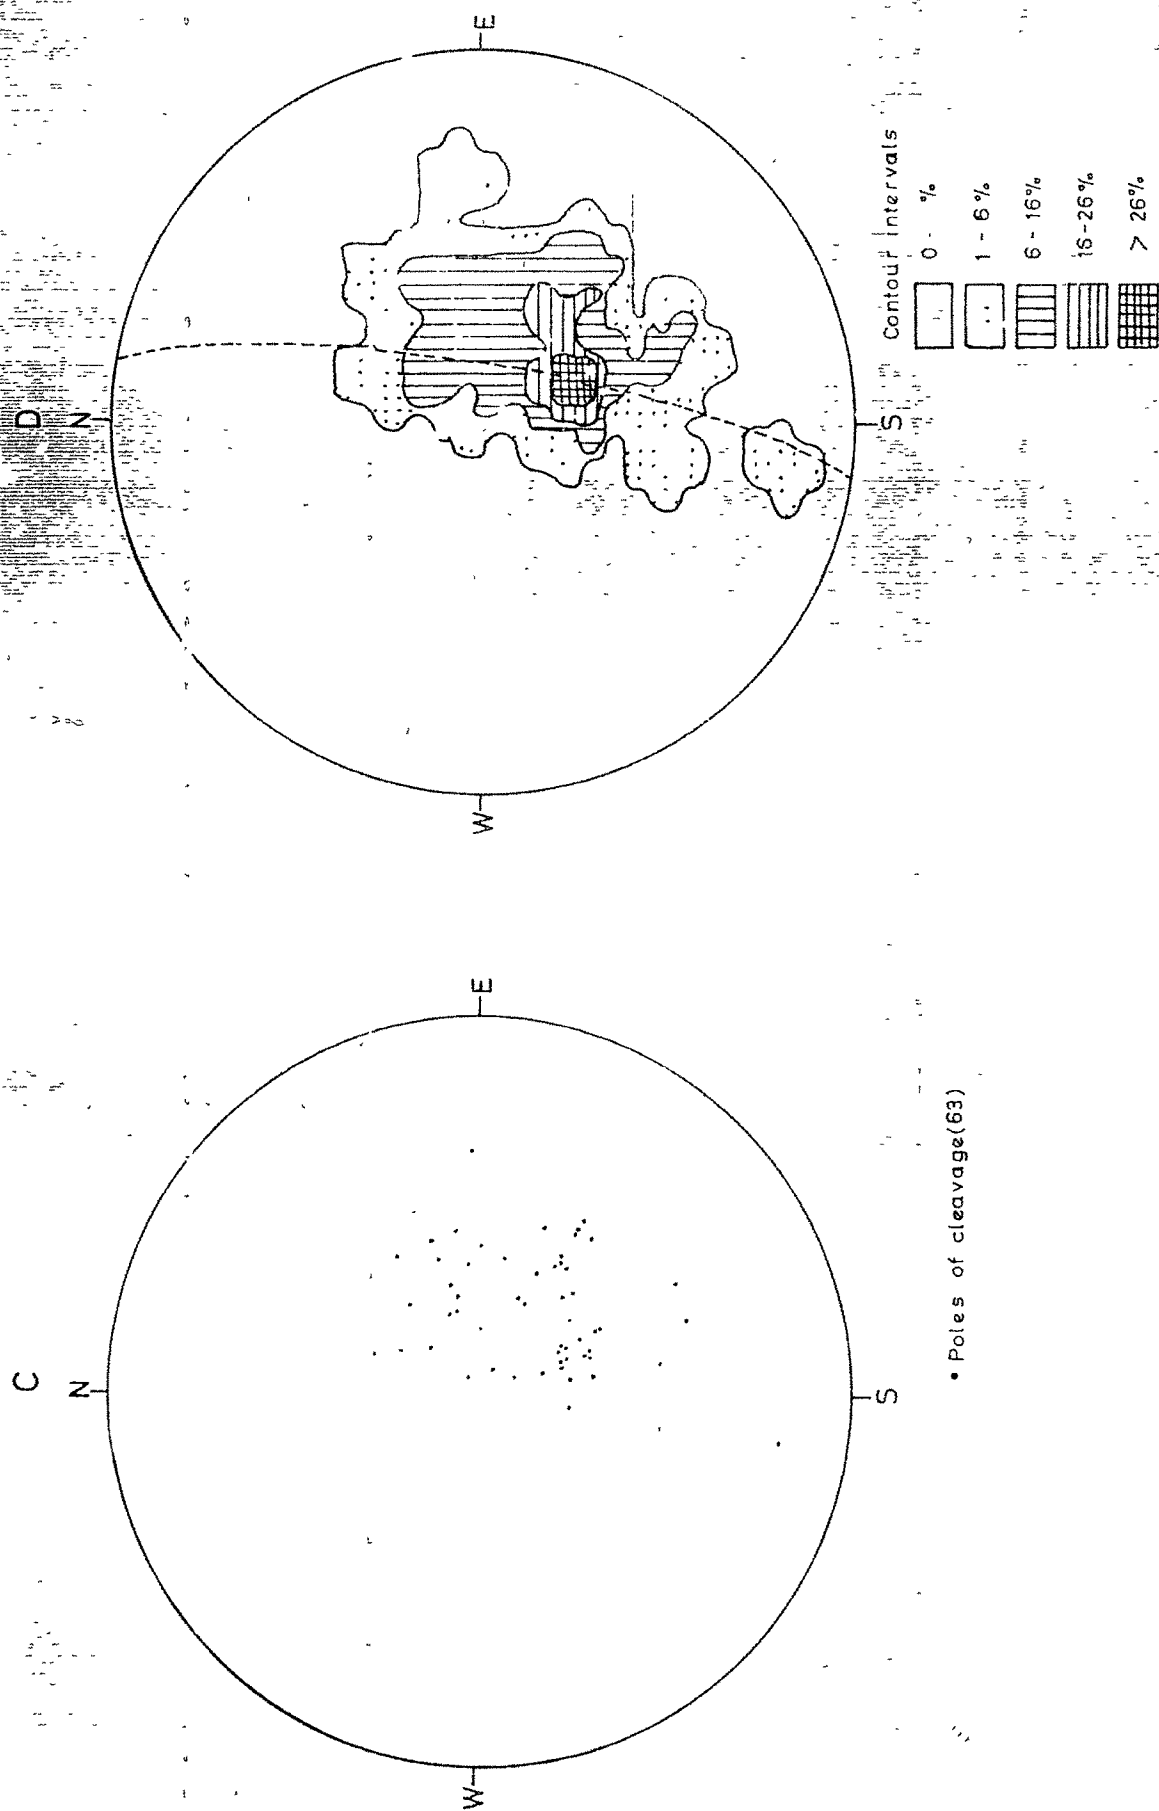 C
N
W
E
S
• Poles of cleavage(63)
D
N
W
E
S
Contour Intervals
0 - %
1 - 6 %
6 - 16%
16 - 26%
> 26%